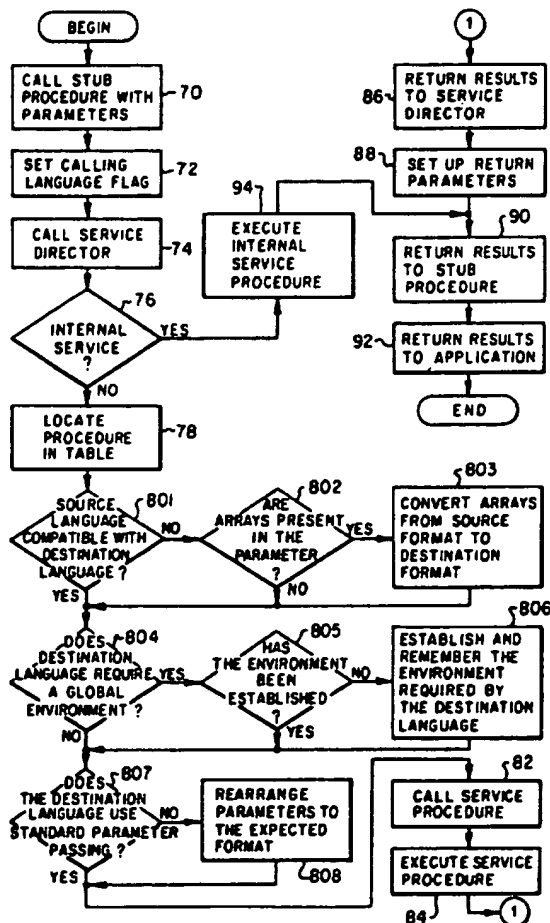 BEGIN
CALL STUB
PROCEDURE WITH
PARAMETERS
70
SET CALLING
LANGUAGE FLAG
72
CALL SERVICE
DIRECTOR
74
76
INTERNAL
SERVICE
?
YES
NO
94
EXECUTE
INTERNAL
SERVICE
PROCEDURE
LOCATE
PROCEDURE
IN TABLE
78
1
86
RETURN RESULTS
TO SERVICE
DIRECTOR
88
SET UP RETURN
PARAMETERS
90
RETURN RESULTS
TO STUB
PROCEDURE
92
RETURN RESULTS
TO APPLICATION
END
801
SOURCE
LANGUAGE
COMPATIBLE WITH
DESTINATION
LANGUAGE ?
NO
YES
802
ARE
ARRAYS PRESENT
IN THE
PARAMETER
?
YES
NO
803
CONVERT ARRAYS
FROM SOURCE
FORMAT TO
DESTINATION
FORMAT
804
DOES
DESTINATION
LANGUAGE REQUIRE
A GLOBAL
ENVIRONMENT ?
YES
NO
805
HAS
THE ENVIRONMENT
BEEN
ESTABLISHED
?
NO
YES
806
ESTABLISH AND
REMEMBER THE
ENVIRONMENT
REQUIRED BY
THE DESTINATION
LANGUAGE
807
DOES
THE DESTINATION
LANGUAGE USE
STANDARD PARAMETER
PASSING ?
NO
YES
REARRANGE
PARAMETERS TO
THE EXPECTED
FORMAT
808
82
CALL SERVICE
PROCEDURE
EXECUTE SERVICE
PROCEDURE
84
1